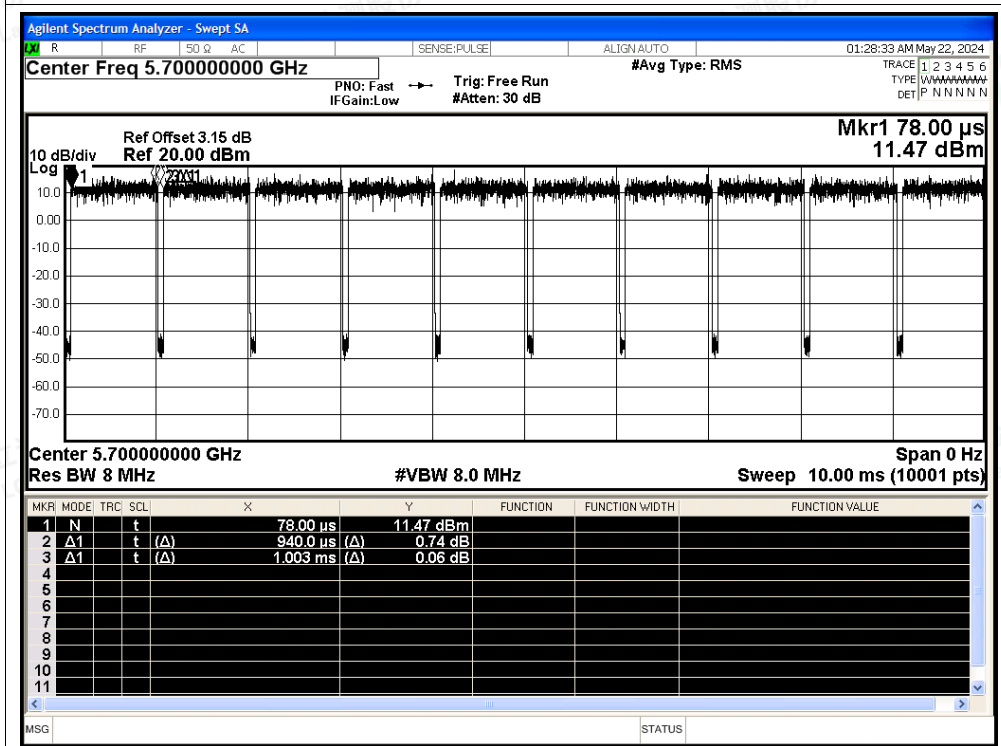 Agilent Spectrum Analyzer - Swept SA
LXI R RF 50 Ω AC SENSE:PULSE ALIGN AUTO 01:28:33 AM May 22, 2024
Center Freq 5.700000000 GHz #Avg Type: RMS TRACE 1 2 3 4 5 6
PNO: Fast Trig: Free Run TYPE WWWWWW
IFGain:Low #Atten: 30 dB DET P N N N N N
Mkr1 78.00 µs
Ref Offset 3.15 dB
10 dB/div Ref 20.00 dBm 11.47 dBm
Log
1
10.0
0.00
-10.0
-20.0
-30.0
-40.0
-50.0
-60.0
-70.0
Center 5.700000000 GHz Span 0 Hz
Res BW 8 MHz #VBW 8.0 MHz Sweep 10.00 ms (10001 pts)
MKR MODE TRC SCL X Y FUNCTION FUNCTION WIDTH FUNCTION VALUE
1 N t 78.00 µs 11.47 dBm
2 Δ1 t (Δ) 940.0 µs (Δ) 0.74 dB
3 Δ1 t (Δ) 1.003 ms (Δ) 0.06 dB
4
5
6
7
8
9
10
11
MSG STATUS